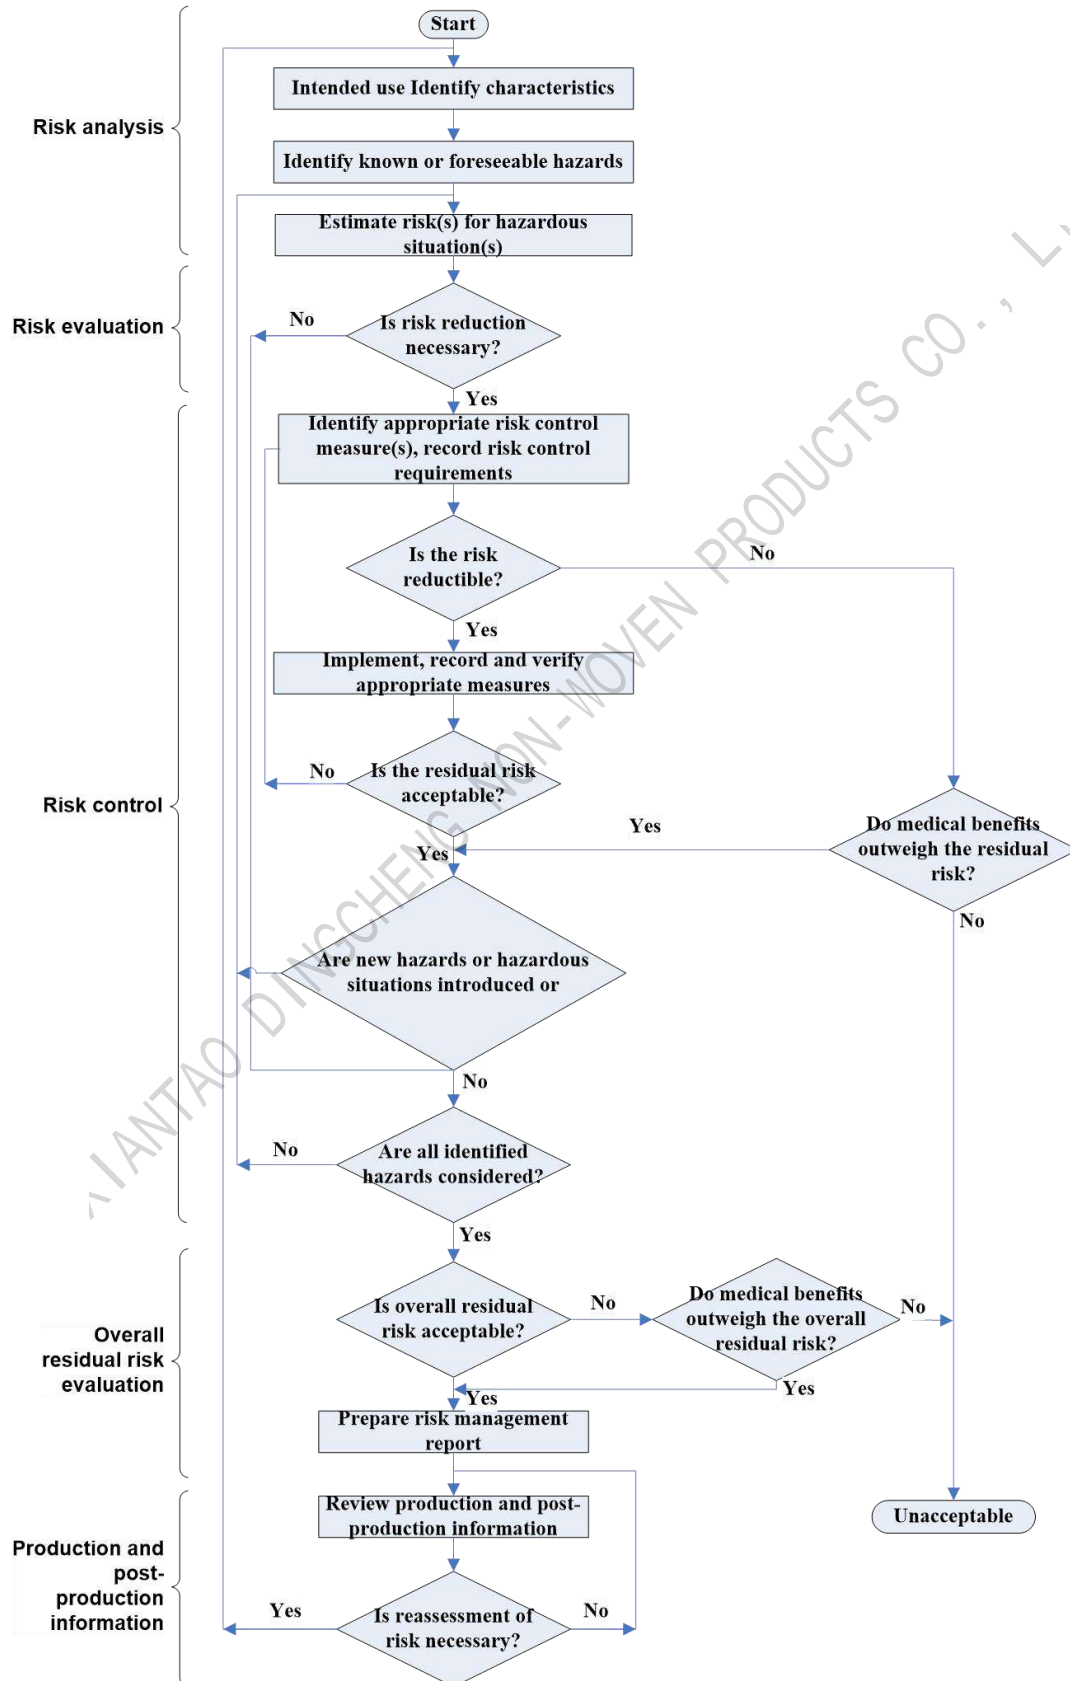 Start
Risk analysis
Intended use Identify characteristics
Identify known or foreseeable hazards
Estimate risk(s) for hazardous
situation(s)
Risk evaluation
No
Is risk reduction
necessary?
Yes
Identify appropriate risk control
measure(s), record risk control
requirements
Is the risk
reductible?
No
Yes
Implement, record and verify
appropriate measures
Risk control
No
Is the residual risk
acceptable?
Yes
Yes
Do medical benefits
outweigh the residual
risk?
No
Are new hazards or hazardous
situations introduced or
No
No
Are all identified
hazards considered?
Yes
Overall
residual risk
evaluation
Is overall residual
risk acceptable?
No
Do medical benefits
outweigh the overall
residual risk?
No
Yes
Yes
Prepare risk management
report
Review production and post-
production information
Unacceptable
Production and
post-
production
information
Yes
Is reassessment of
risk necessary?
No
IANTAO DINGCHENG NON-WOVEN PRODUCTS CO., L